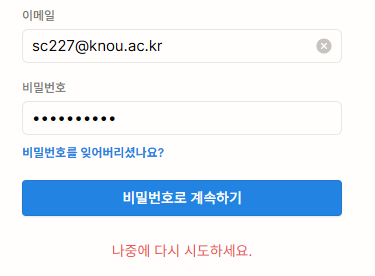 이메일
sc227@knou.ac.kr
비밀번호
••••••••••
비밀번호를 잊어버리셨나요?
비밀번호로 계속하기
나중에 다시 시도하세요.